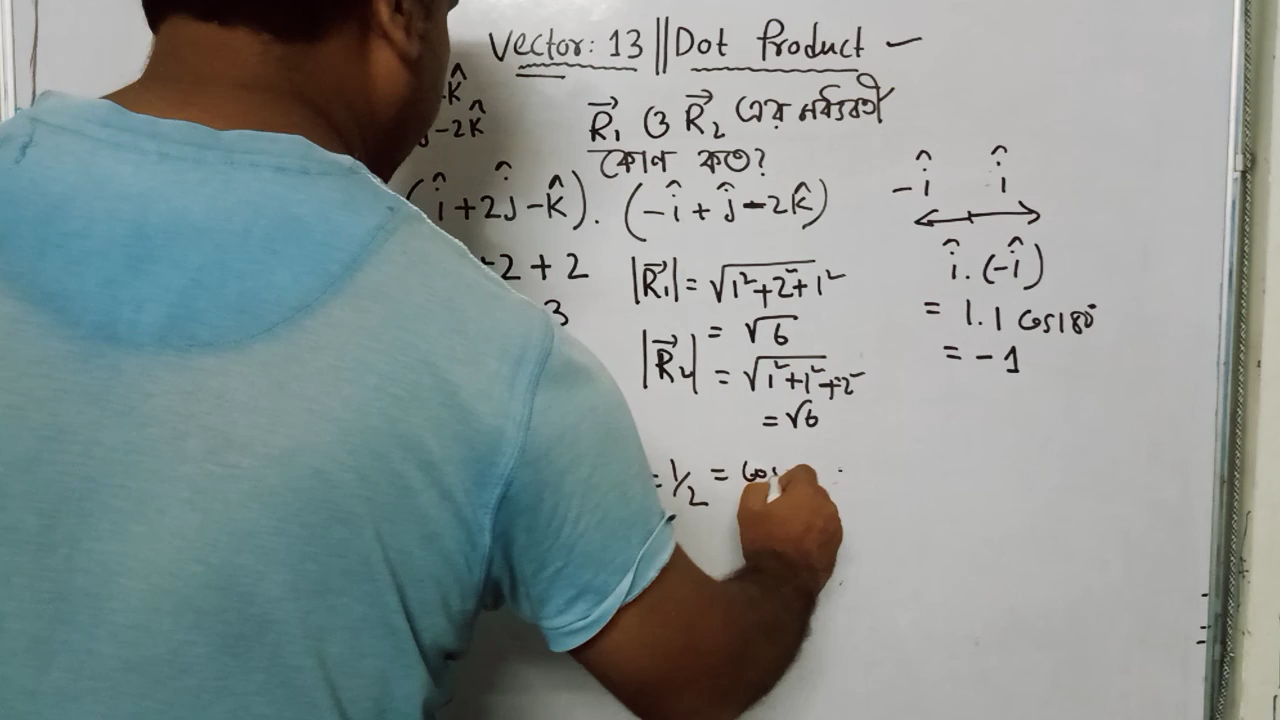 Vector: 13 || Dot Product –
k̂
R⃗₁ ও R⃗₂ এর মধ্যবর্তী
-2k̂
কোণ কত?
(î+2ĵ-k̂). (-î+ĵ-2k̂)
-î î
+2+2
|R⃗₁| = √1²+2²+1²
î.(-î)
3
= √6
= 1.1 cos180°
|R⃗₂| = √1²+1²+2²
= -1
= √6
= 1/2 = cos